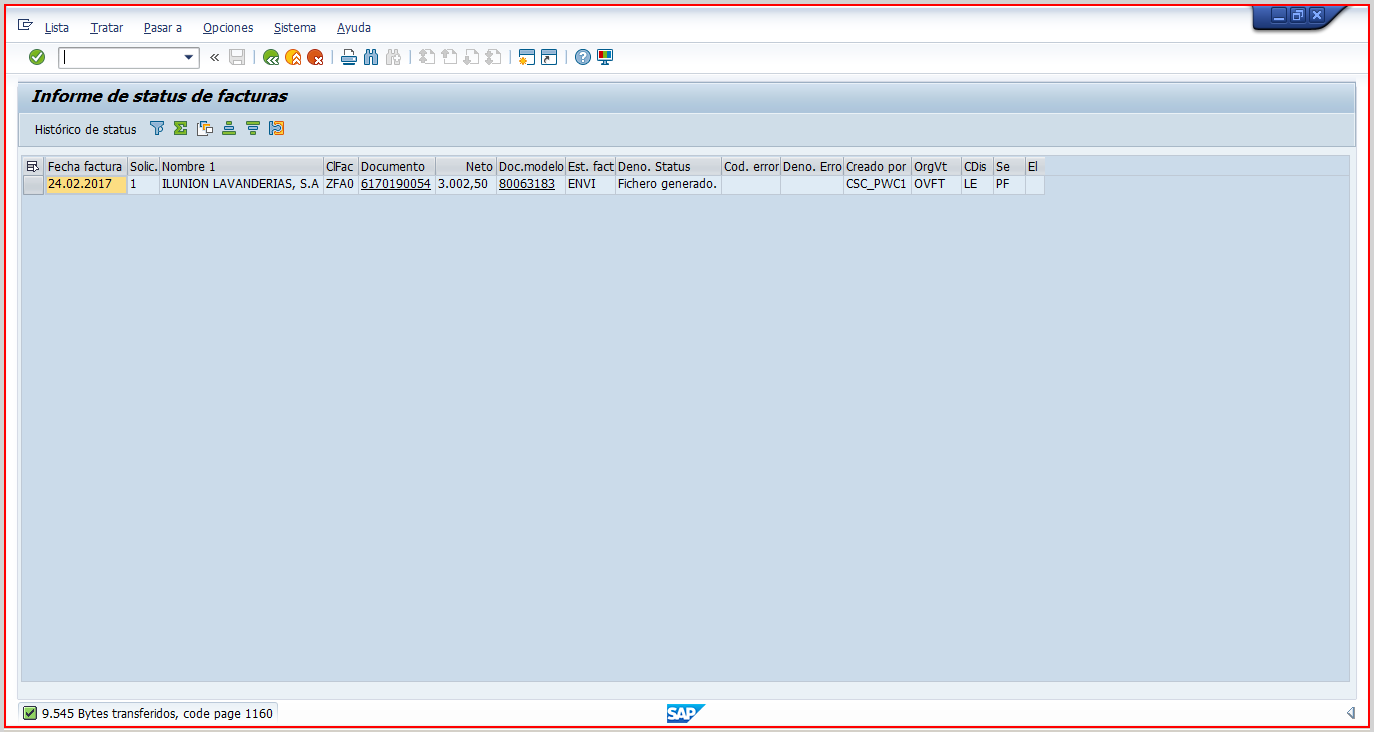 Lista Tratar Pasar a Opciones Sistema Ayuda
Informe de status de facturas
Histórico de status
Fecha factura Solic. Nombre 1 ClFac Documento Neto Doc.modelo Est. fact Deno. Status Cod. error Deno. Erro Creado por OrgVt CDis Se El
24.02.2017 1 ILUNION LAVANDERIAS, S.A ZFA0 6170190054 3.002,50 80063183 ENVI Fichero generado. CSC_PWC1 OVFT LE PF
9.545 Bytes transferidos, code page 1160 SAP